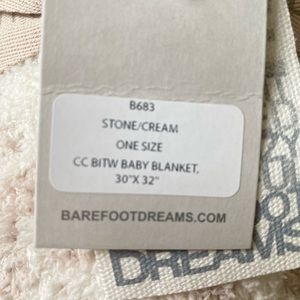 B683
STONE/CREAM
ONE SIZE
CC BITW BABY BLANKET,
30"X 32"
BAREFOOTDREAMS.COM
DREAMS